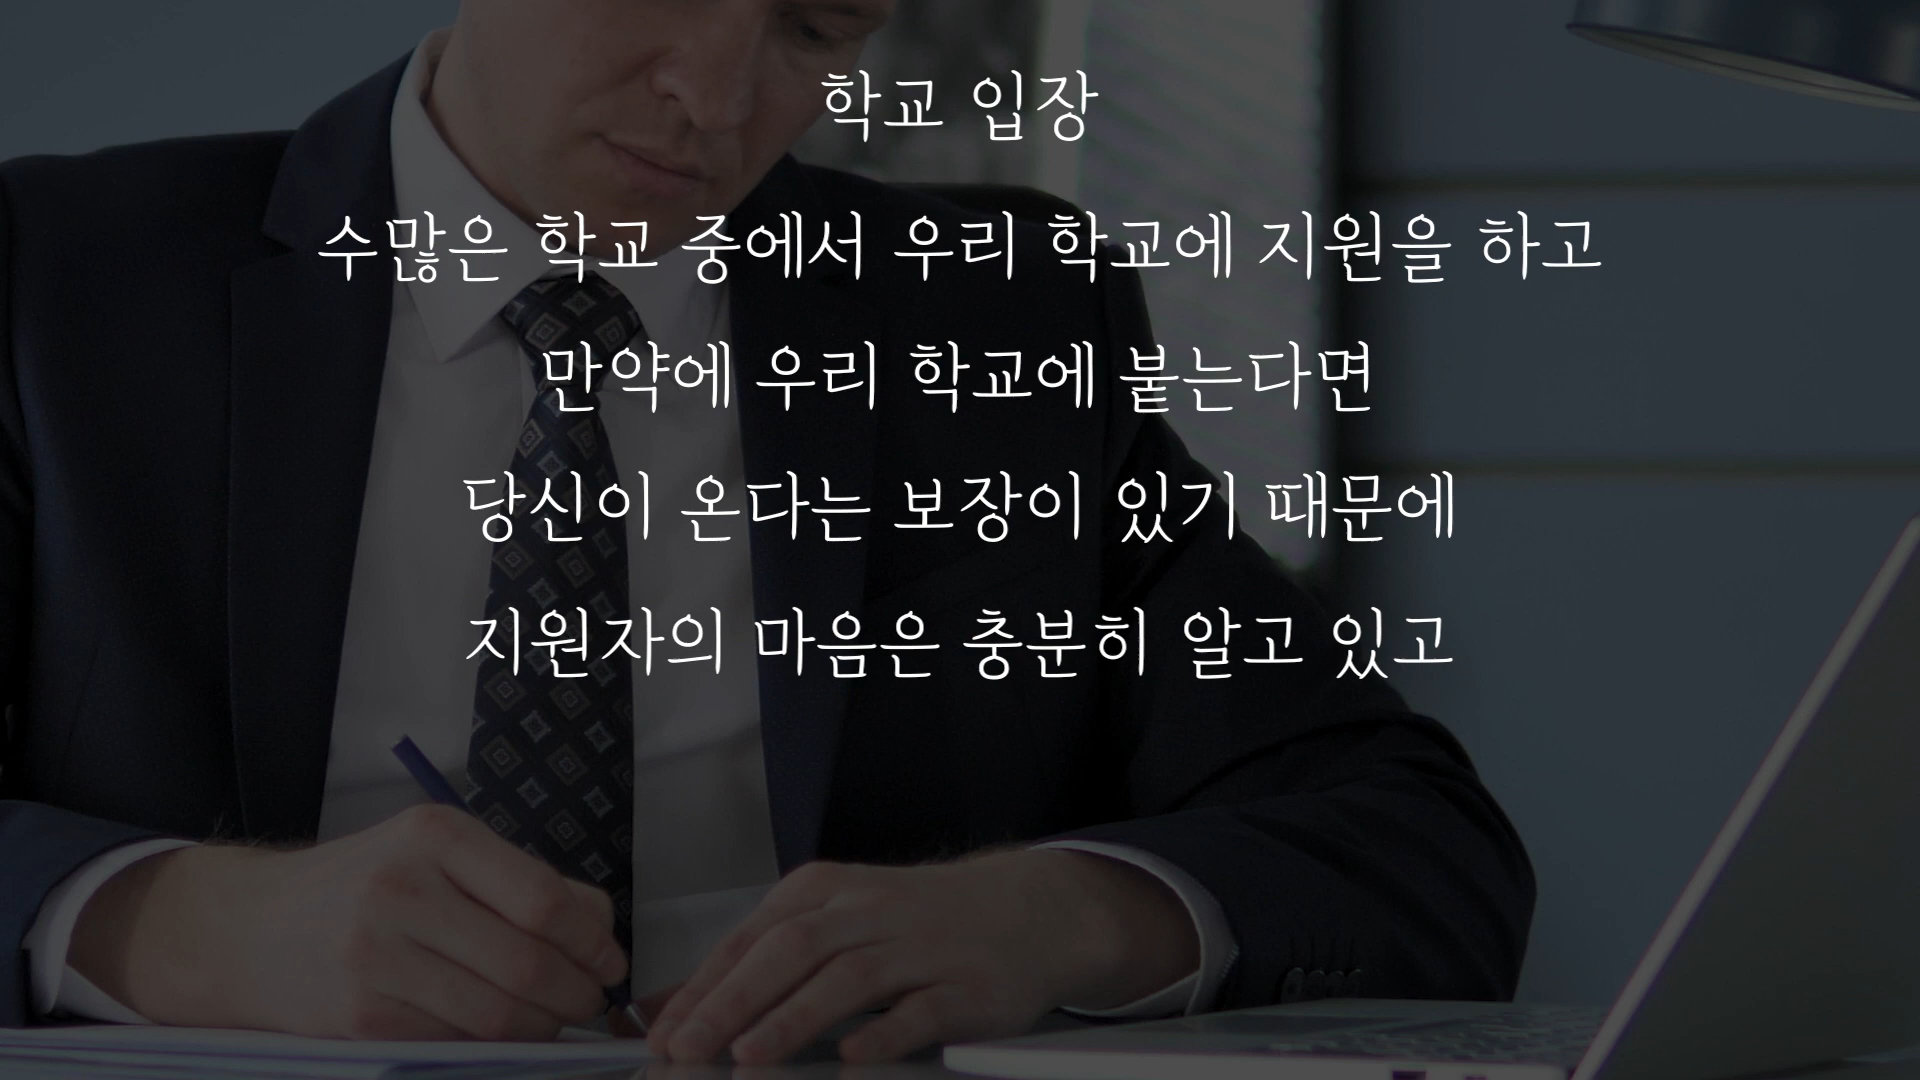 학교 입장
수많은 학교 중에서 우리 학교에 지원을 하고
만약에 우리 학교에 붙는다면
당신이 온다는 보장이 있기 때문에
지원자의 마음은 충분히 알고 있고